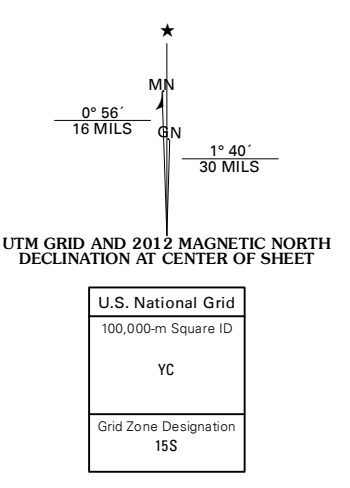 ★
MN
0° 56´
16 MILS
GN
1° 40´
30 MILS
UTM GRID AND 2012 MAGNETIC NORTH
DECLINATION AT CENTER OF SHEET
U.S. National Grid
100,000-m Square ID
YC
Grid Zone Designation
15S